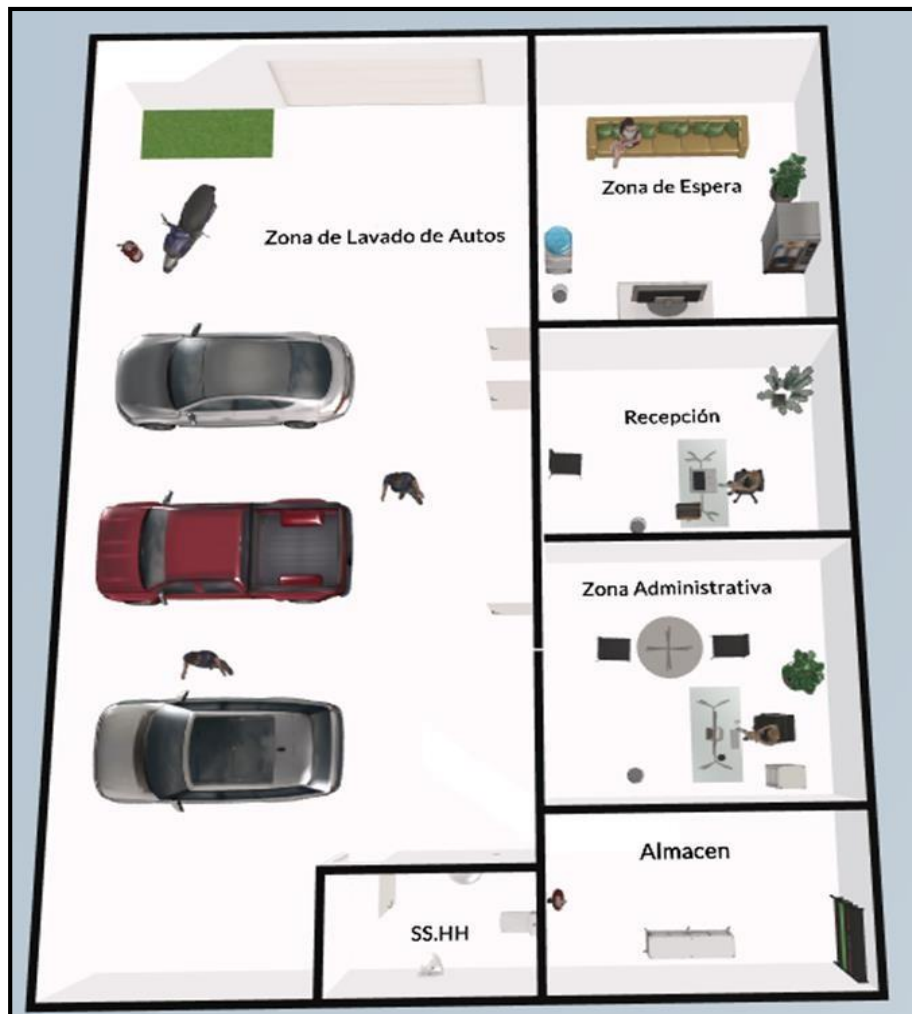 Zona de Espera
Zona de Lavado de Autos
Recepción
Zona Administrativa
Almacen
SS.HH